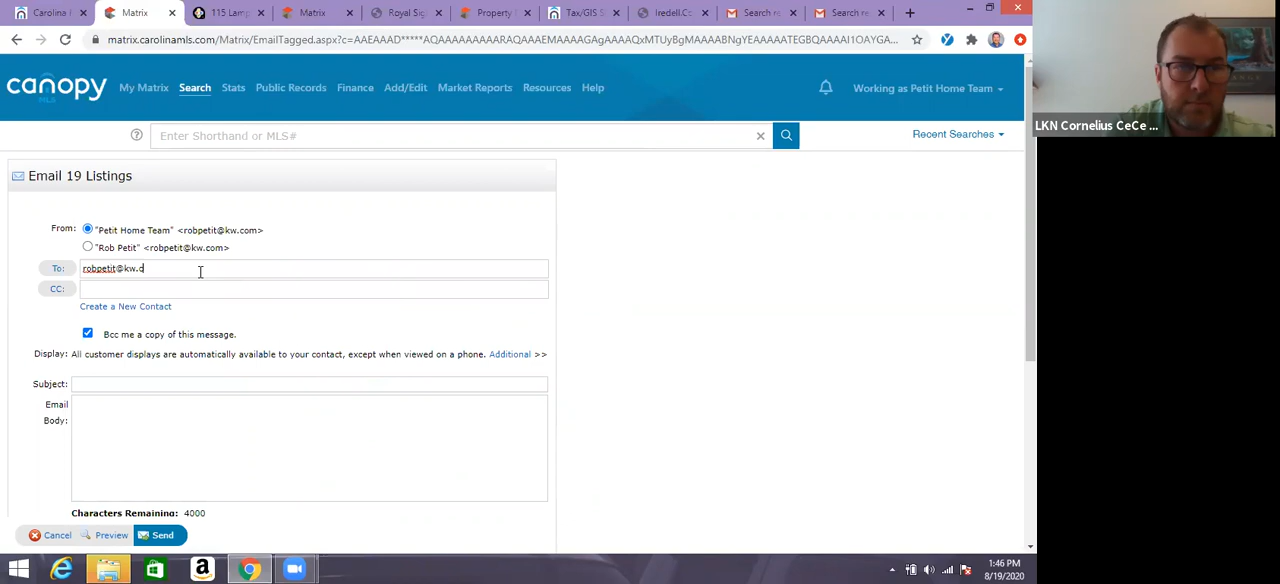 Carolina
Matrix
115 Lamp
Matrix
Royal Sig
Property
Tax/GIS S
Iredell.Co
Search re
Search re
matrix.carolinamls.com/Matrix/EmailTagged.aspx?c=AAEAAAD*****AQAAAAAAAAARAQAAAEMAAAAGAgAAAAQxMTUyBgMAAAABNgYEAAAAATEGBQAAAAI1OAYGA...
canopy
MLS
My Matrix Search Stats Public Records Finance Add/Edit Market Reports Resources Help
Working as Petit Home Team
Enter Shorthand or MLS#
Recent Searches
Email 19 Listings
From: "Petit Home Team" <robpetit@kw.com>
"Rob Petit" <robpetit@kw.com>
To: robpetit@kw.c
CC:
Create a New Contact
Bcc me a copy of this message.
Display: All customer displays are automatically available to your contact, except when viewed on a phone. Additional >>
Subject:
Email
Body:
Characters Remaining: 4000
Cancel Preview Send
LKN Cornelius CeCe ...
1:46 PM
8/19/2020